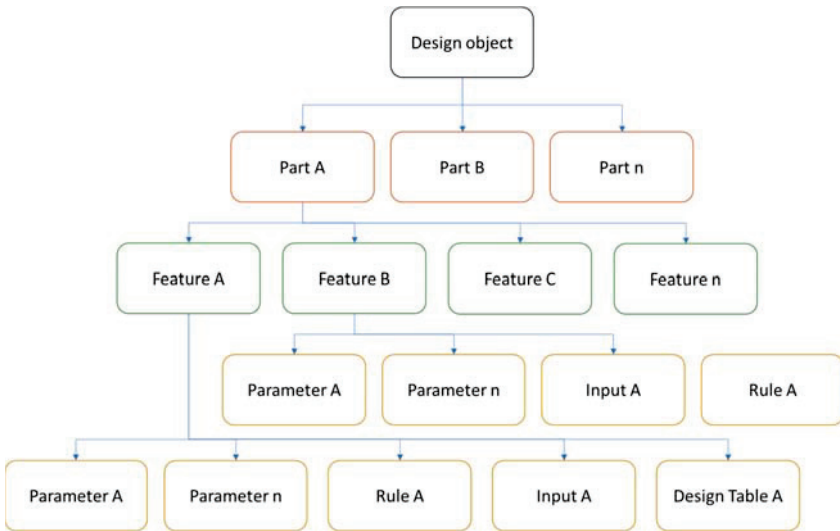 Design object
Part A
Part B
Part n
Feature A
Feature B
Feature C
Feature n
Parameter A
Parameter n
Input A
Rule A
Parameter A
Parameter n
Rule A
Input A
Design Table A